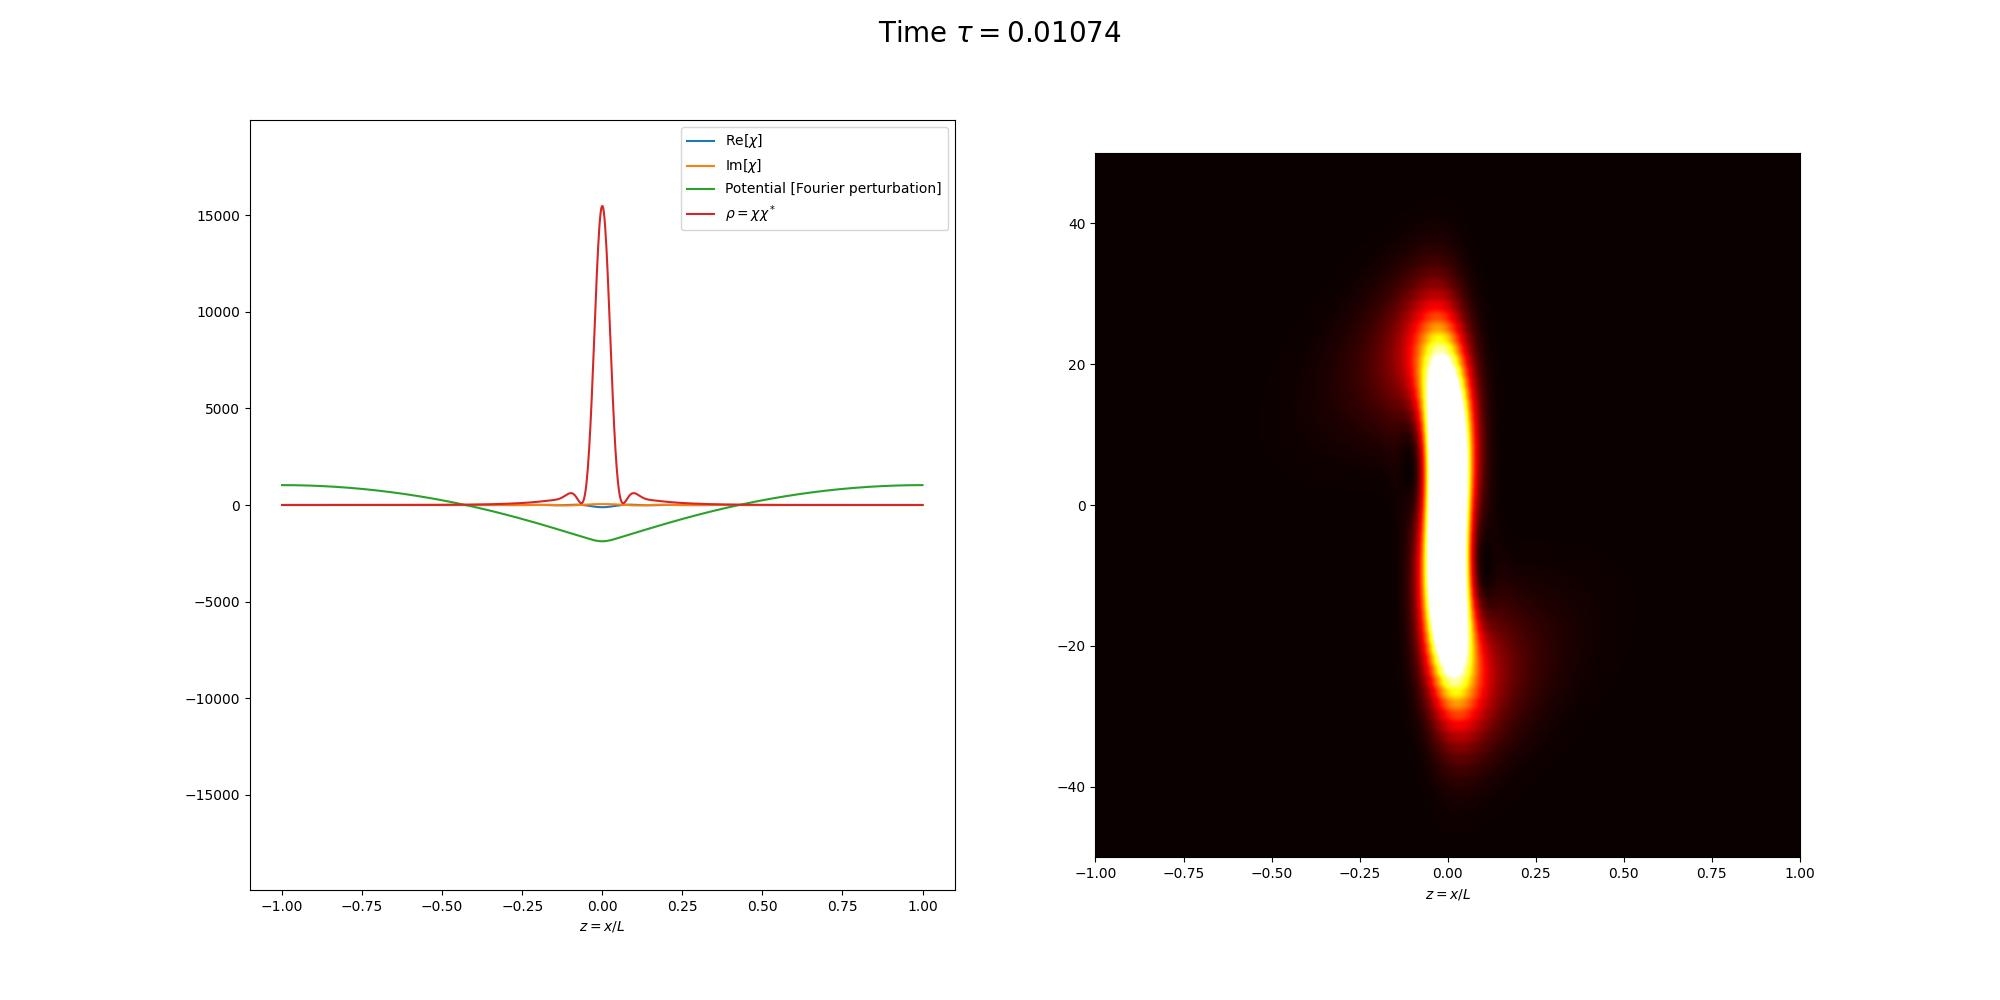 Time τ = 0.01074
Re[χ]
Im[χ]
Potential [Fourier perturbation]
ρ = χχ*
15000
10000
5000
0
−5000
−10000
−15000
−1.00 −0.75 −0.50 −0.25 0.00 0.25 0.50 0.75 1.00
z = x/L
40
20
0
−20
−40
−1.00 −0.75 −0.50 −0.25 0.00 0.25 0.50 0.75 1.00
z = x/L